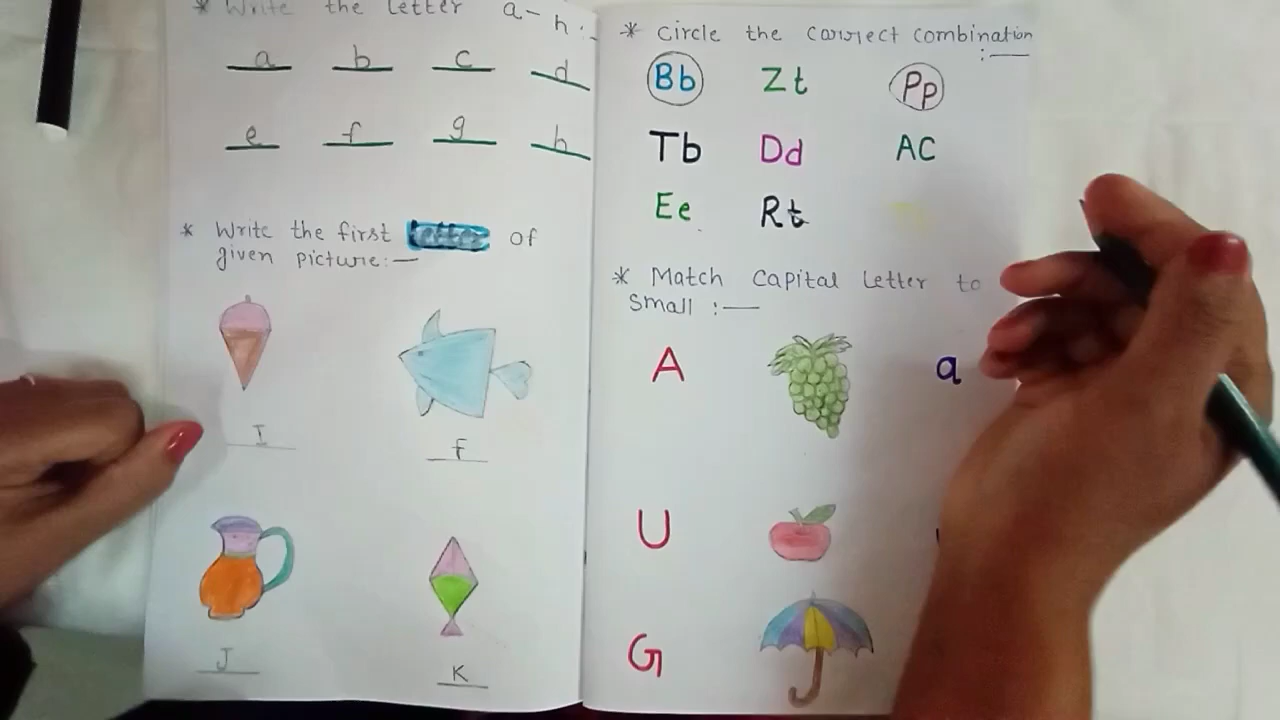 * Write the letter a-h:-
a b c d
e f g h
* Write the first letter of
given picture:—
I F
J K
* Circle the correct combination
:—
Bb Zt Pp
Tb Dd AC
Ee Rt
* Match Capital Letter to
Small :—
A a
U
G